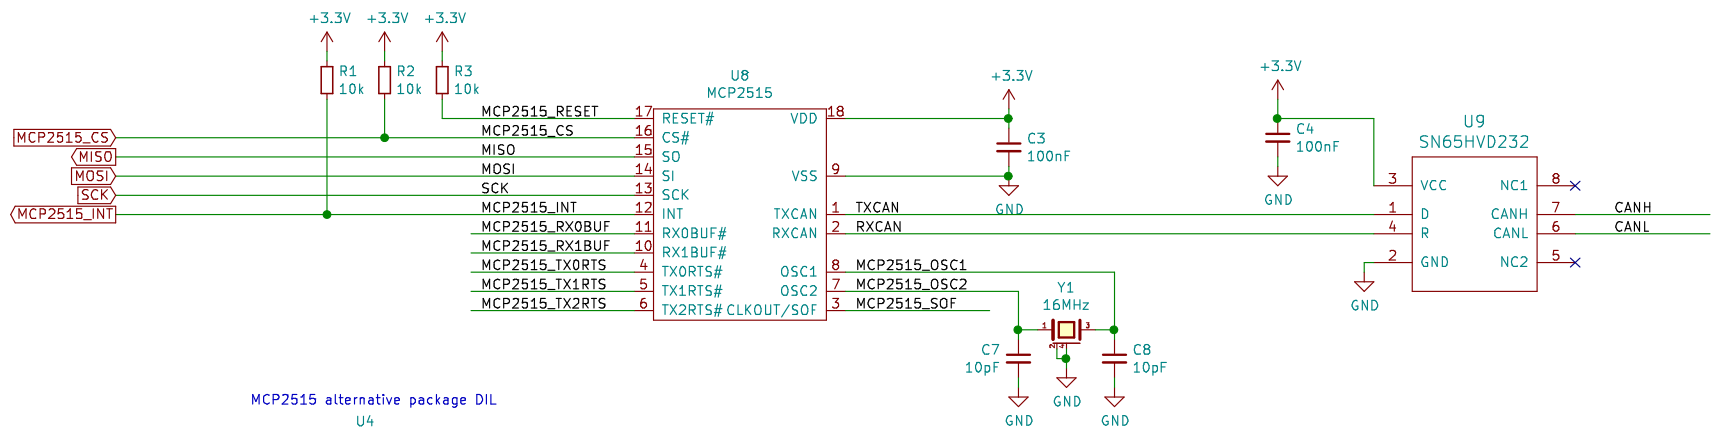 +3.3V +3.3V +3.3V
R1
10k
R2
10k
R3
10k
MCP2515_CS
MISO
MOSI
SCK
MCP2515_INT
MCP2515_RESET
MCP2515_CS
MISO
MOSI
SCK
MCP2515_INT
MCP2515_RX0BUF
MCP2515_RX1BUF
MCP2515_TX0RTS
MCP2515_TX1RTS
MCP2515_TX2RTS
U8
MCP2515
17 RESET# VDD 18
16 CS#
15 SO
14 SI VSS 9
13 SCK
12 INT TXCAN 1
11 RX0BUF# RXCAN 2
10 RX1BUF#
4 TX0RTS# OSC1 8
5 TX1RTS# OSC2 7
6 TX2RTS# CLKOUT/SOF 3
+3.3V
C3
100nF
GND
TXCAN
RXCAN
MCP2515_OSC1
MCP2515_OSC2
MCP2515_SOF
Y1
16MHz
1 3
2 4
C7
10pF
C8
10pF
GND
GND
GND
+3.3V
C4
100nF
GND
U9
SN65HVD232
3 VCC NC1 8
1 D CANH 7
4 R CANL 6
2 GND NC2 5
GND
CANH
CANL
MCP2515 alternative package DIL
U4